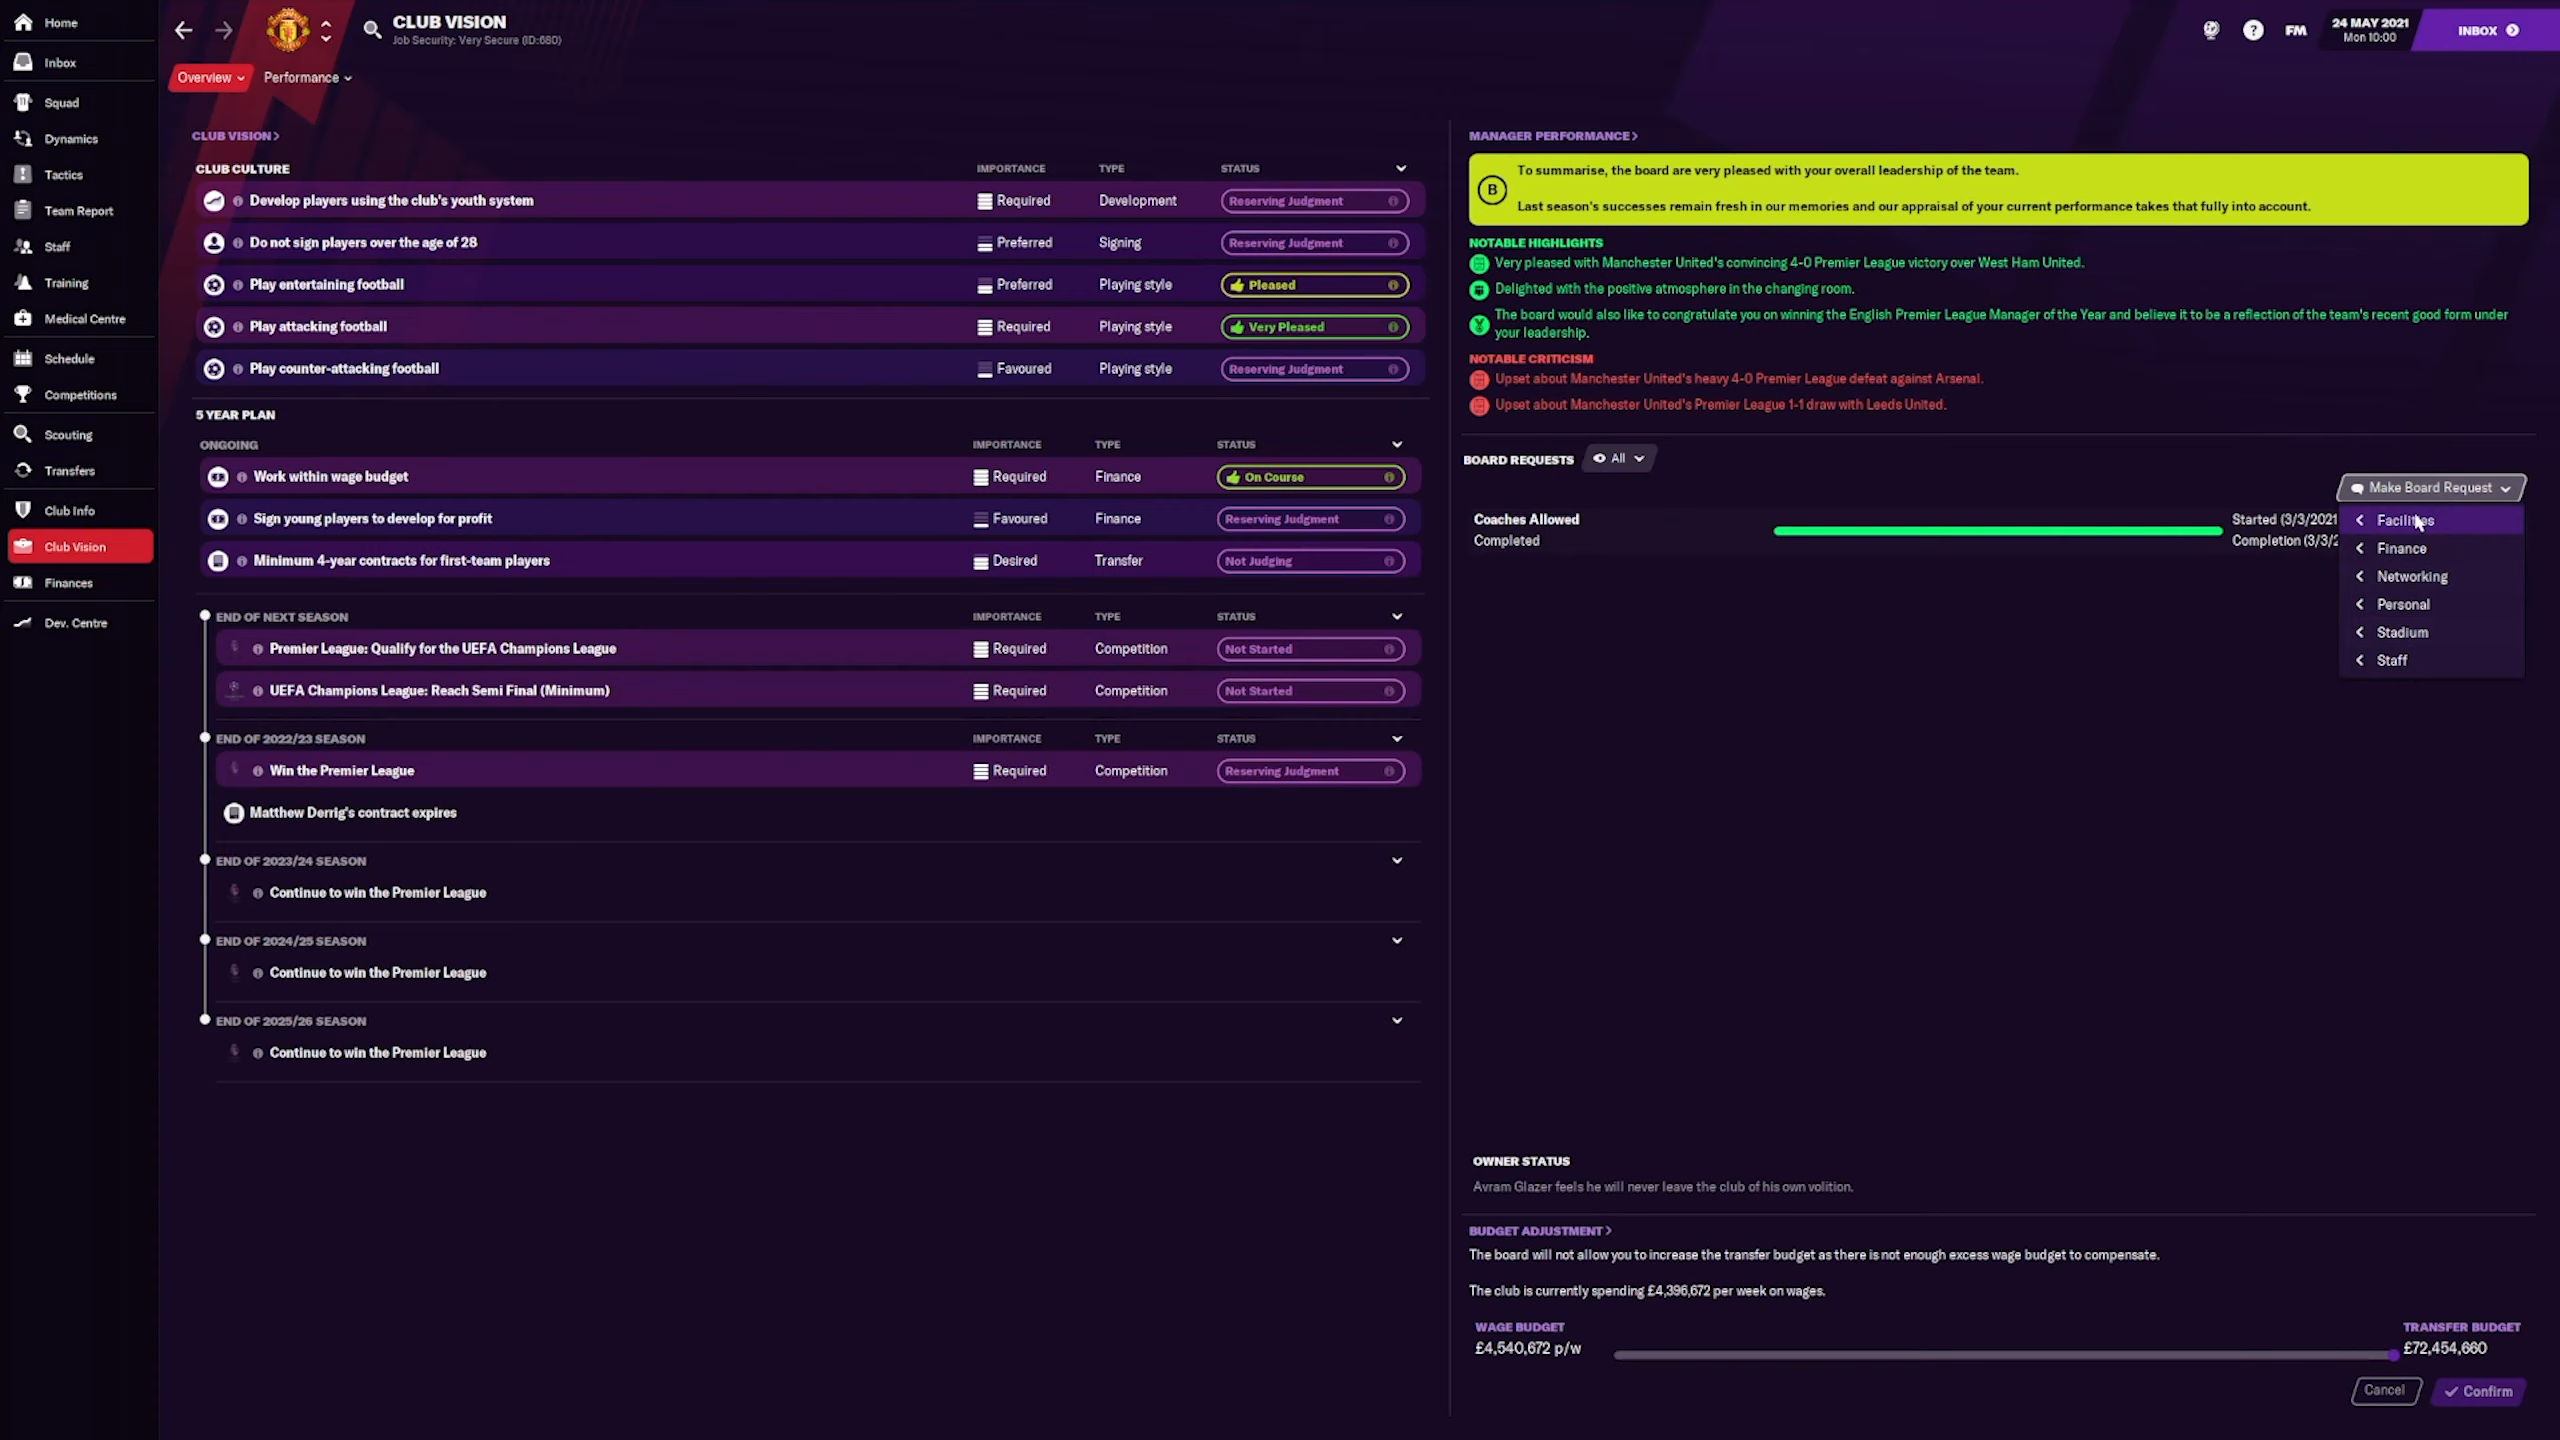 Home
Inbox
Squad
Dynamics
Tactics
Team Report
Staff
Training
Medical Centre
Schedule
Competitions
Scouting
Transfers
Club Info
Club Vision
Finances
Dev. Centre
CLUB VISION
Job Security: Very Secure (ID:680)
FM
24 MAY 2021
Mon 10:00
INBOX
Overview
Performance
CLUB VISION >
CLUB CULTURE IMPORTANCE TYPE STATUS
Develop players using the club's youth system Required Development Reserving Judgment
Do not sign players over the age of 28 Preferred Signing Reserving Judgment
Play entertaining football Preferred Playing style Pleased
Play attacking football Required Playing style Very Pleased
Play counter-attacking football Favoured Playing style Reserving Judgment
5 YEAR PLAN
ONGOING IMPORTANCE TYPE STATUS
Work within wage budget Required Finance On Course
Sign young players to develop for profit Favoured Finance Reserving Judgment
Minimum 4-year contracts for first-team players Desired Transfer Not Judging
END OF NEXT SEASON IMPORTANCE TYPE STATUS
Premier League: Qualify for the UEFA Champions League Required Competition Not Started
UEFA Champions League: Reach Semi Final (Minimum) Required Competition Not Started
END OF 2022/23 SEASON IMPORTANCE TYPE STATUS
Win the Premier League Required Competition Reserving Judgment
Matthew Derrig's contract expires
END OF 2023/24 SEASON
Continue to win the Premier League
END OF 2024/25 SEASON
Continue to win the Premier League
END OF 2025/26 SEASON
Continue to win the Premier League
MANAGER PERFORMANCE >
B
To summarise, the board are very pleased with your overall leadership of the team.
Last season's successes remain fresh in our memories and our appraisal of your current performance takes that fully into account.
NOTABLE HIGHLIGHTS
Very pleased with Manchester United's convincing 4-0 Premier League victory over West Ham United.
Delighted with the positive atmosphere in the changing room.
The board would also like to congratulate you on winning the English Premier League Manager of the Year and believe it to be a reflection of the team's recent good form under
your leadership.
NOTABLE CRITICISM
Upset about Manchester United's heavy 4-0 Premier League defeat against Arsenal.
Upset about Manchester United's Premier League 1-1 draw with Leeds United.
BOARD REQUESTS All
Make Board Request
Coaches Allowed Started (3/3/2021
Completed Completion (3/3/2
Facilities
Finance
Networking
Personal
Stadium
Staff
OWNER STATUS
Avram Glazer feels he will never leave the club of his own volition.
BUDGET ADJUSTMENT >
The board will not allow you to increase the transfer budget as there is not enough excess wage budget to compensate.
The club is currently spending £4,396,672 per week on wages.
WAGE BUDGET TRANSFER BUDGET
£4,540,672 p/w £72,454,660
Cancel Confirm